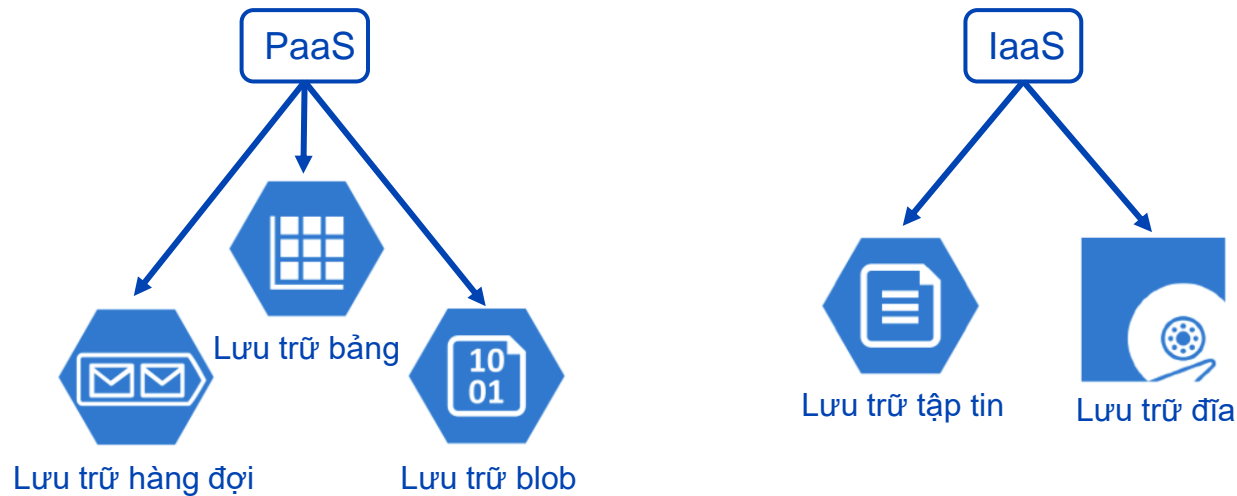 PaaS
IaaS
Lưu trữ bảng
10
01
Lưu trữ hàng đợi
Lưu trữ blob
Lưu trữ tập tin
Lưu trữ đĩa